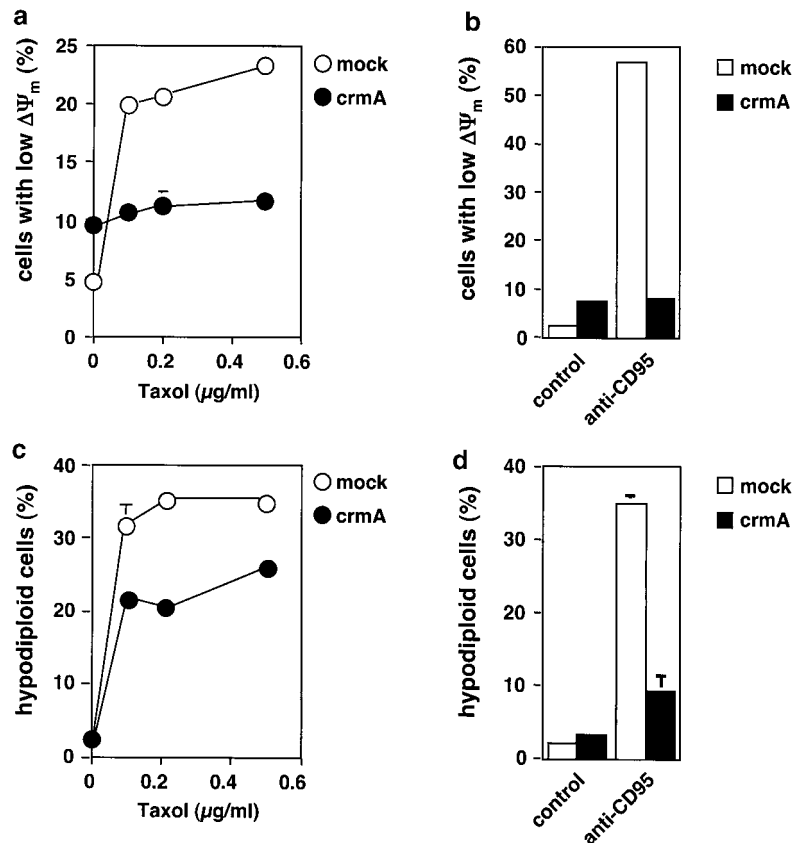 a
cells with low ΔΨm (%)
25
20
15
10
5
0
0 0.2 0.4 0.6
Taxol (µg/ml)
mock
crmA
b
cells with low ΔΨm (%)
60
50
40
30
20
10
0
control
anti-CD95
mock
crmA
c
hypodiploid cells (%)
40
30
20
10
0
0 0.2 0.4 0.6
Taxol (µg/ml)
mock
crmA
d
hypodiploid cells (%)
40
30
20
10
0
control
anti-CD95
mock
crmA